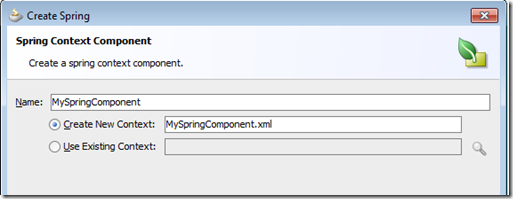 Create Spring
Spring Context Component
Create a spring context component.
Name: MySpringComponent
Create New Context: MySpringComponent.xml
Use Existing Context: